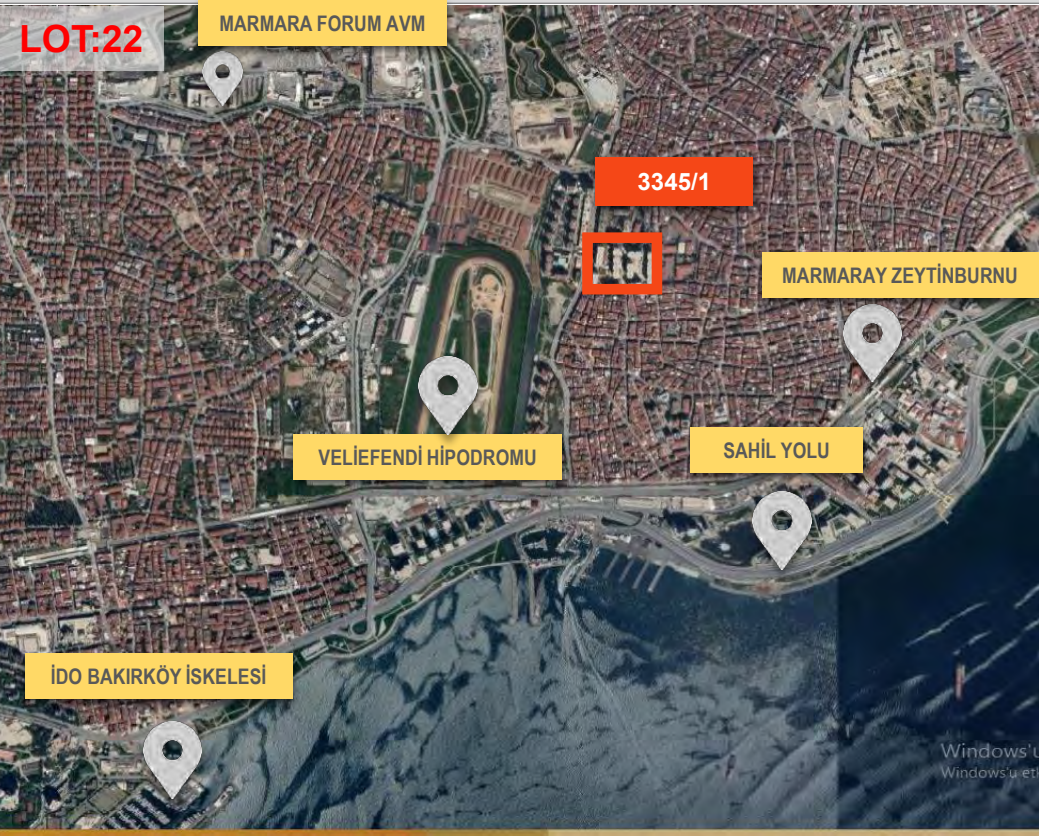 LOT:22
MARMARA FORUM AVM
3345/1
MARMARAY ZEYTİNBURNU
VELİEFENDİ HİPODROMU
SAHİL YOLU
İDO BAKIRKÖY İSKELESİ
Windows'u
Windows'u etk